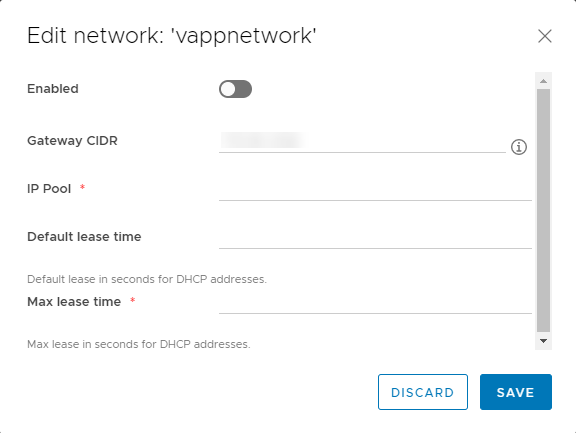 Edit network: 'vappnetwork'
Enabled
Gateway CIDR
IP Pool *
Default lease time
Default lease in seconds for DHCP addresses.
Max lease time *
Max lease in seconds for DHCP addresses.
DISCARD SAVE